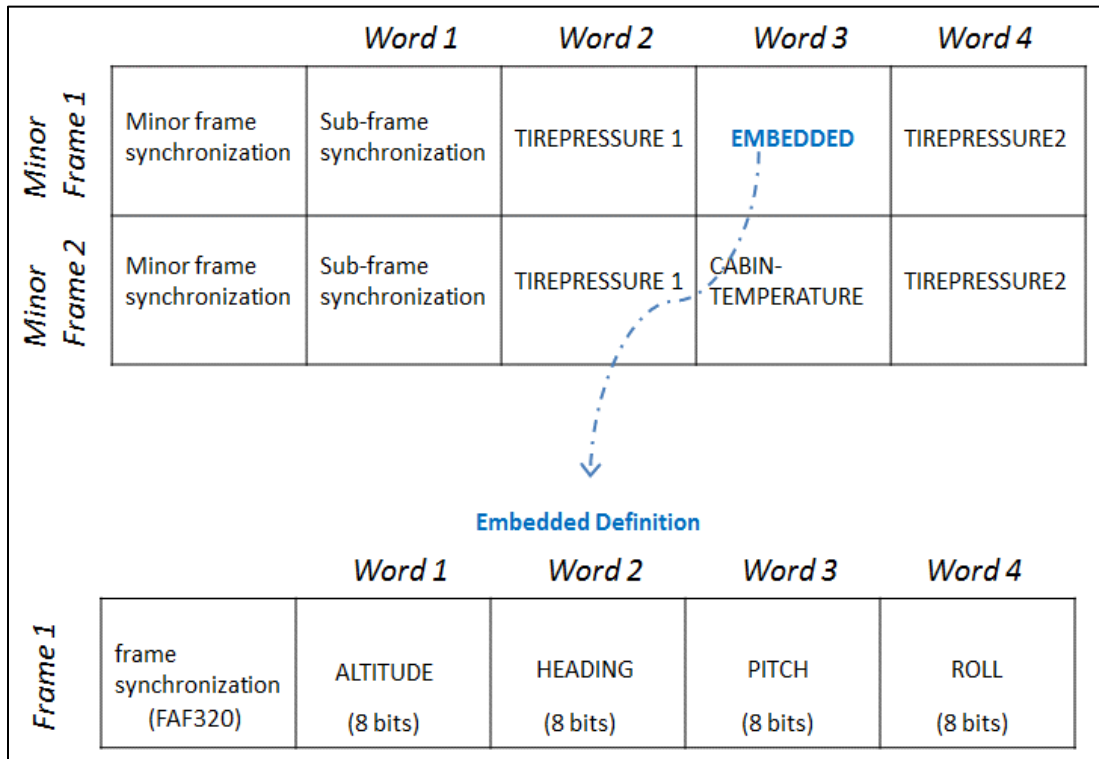 Word 1 Word 2 Word 3 Word 4
Minor
Frame 1
Minor frame
synchronization
Sub-frame
synchronization
TIREPRESSURE 1
EMBEDDED
TIREPRESSURE2
Minor
Frame 2
Minor frame
synchronization
Sub-frame
synchronization
TIREPRESSURE 1
CABIN-
TEMPERATURE
TIREPRESSURE2
Embedded Definition
Word 1 Word 2 Word 3 Word 4
Frame 1
frame
synchronization
(FAF320)
ALTITUDE
(8 bits)
HEADING
(8 bits)
PITCH
(8 bits)
ROLL
(8 bits)